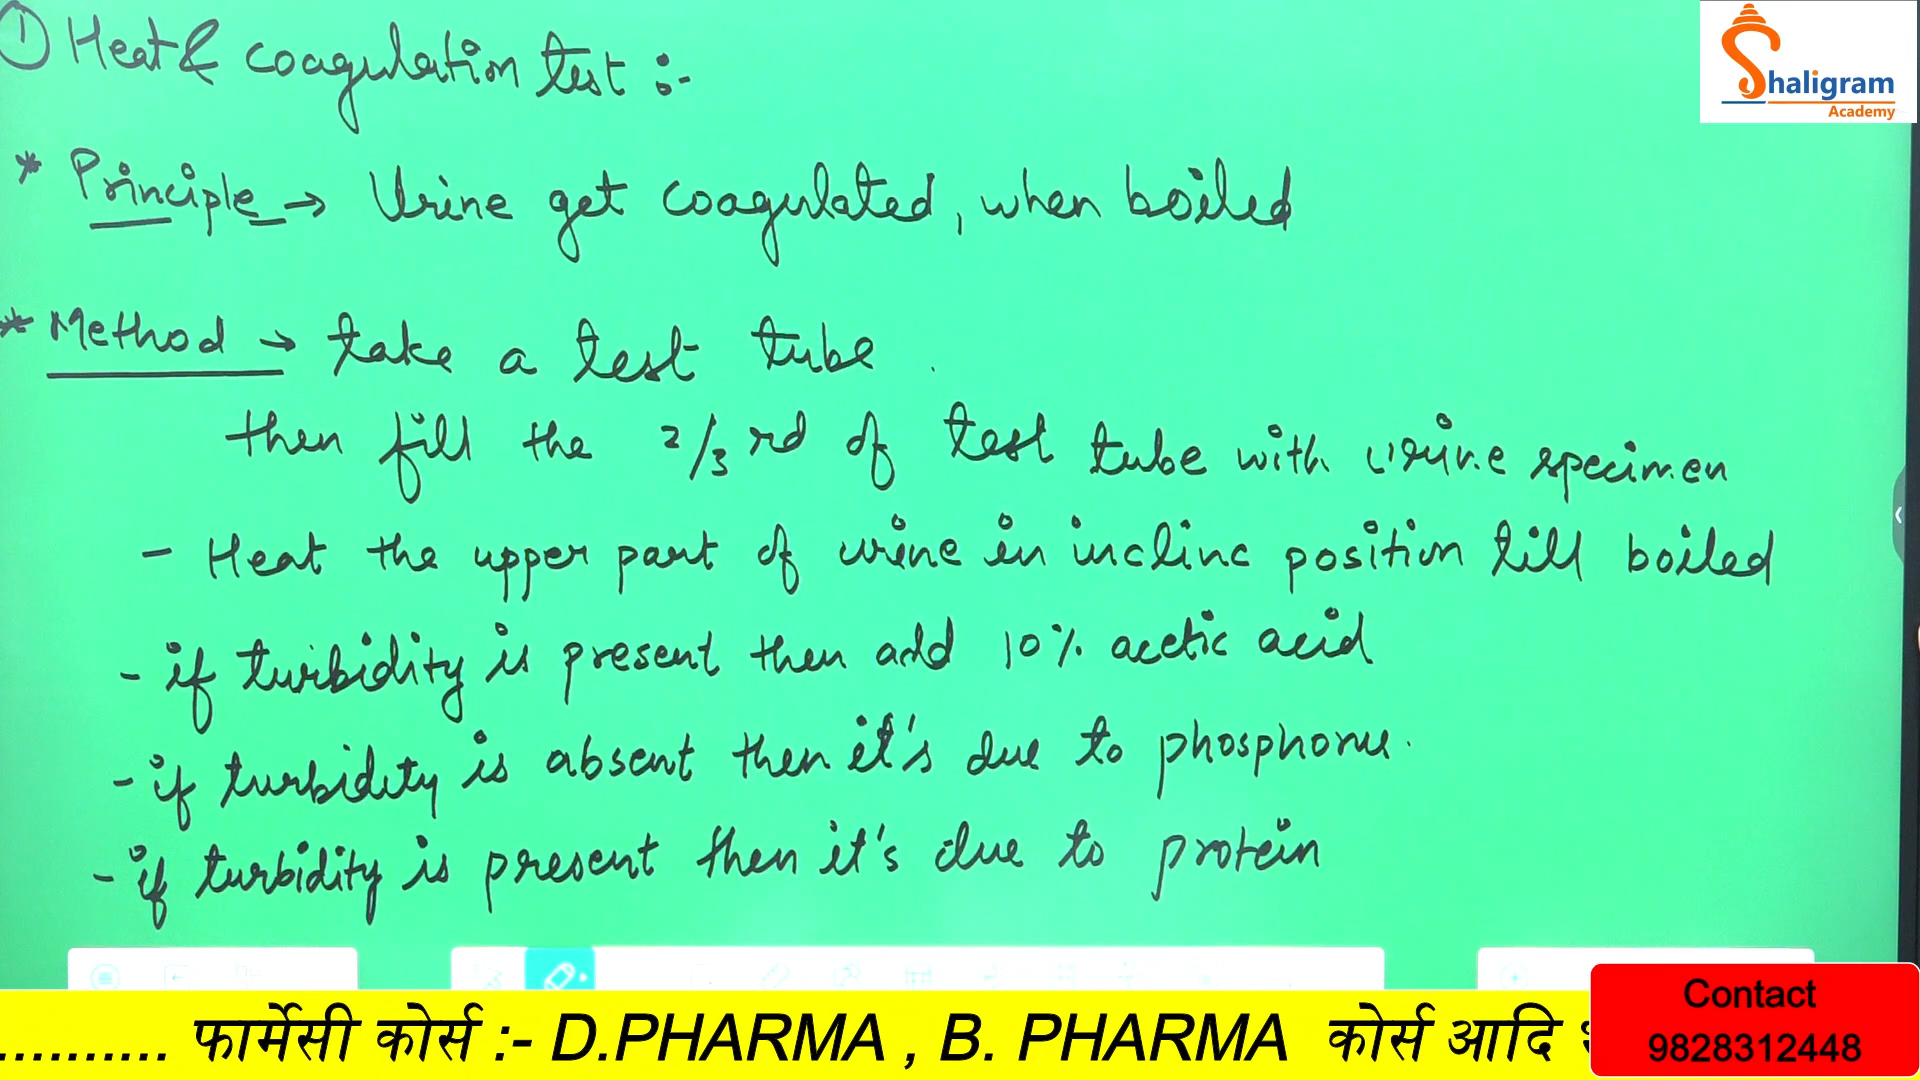 ① Heat & coagulation test :-
Shaligram
Academy
* Principle → Urine get coagulated, when boiled
* Method → take a test tube
then fill the 2/3 rd of test tube with urine specimen
- Heat the upper part of urine in incline position till boiled
- if turbidity is present then add 10% acetic acid
- if turbidity is absent then it's due to phosphorus.
- if turbidity is present then it's due to protein
.......... फार्मेसी कोर्स :- D.PHARMA , B. PHARMA कोर्स आदि
Contact
9828312448